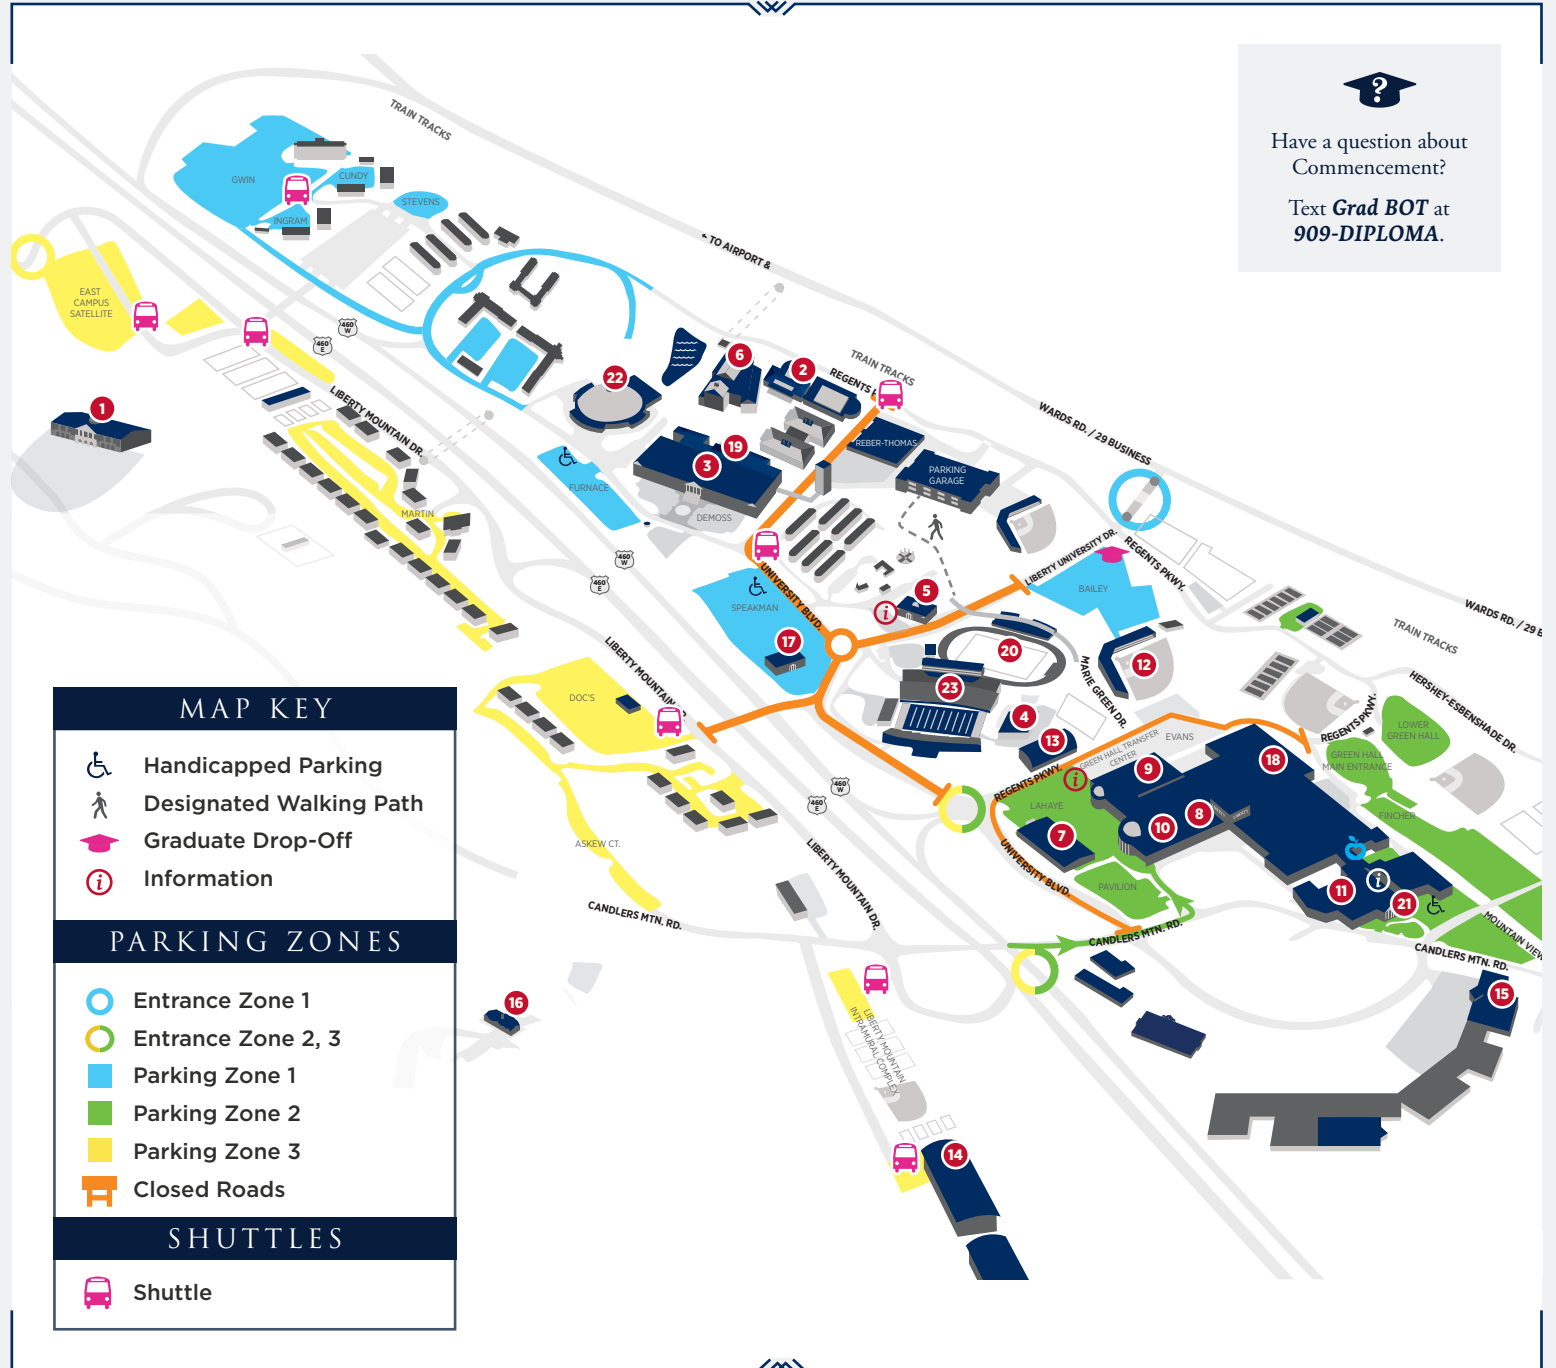 ?
Have a question about
Commencement?
Text Grad BOT at
909-DIPLOMA.
TRAIN TRACKS
GWIN
CUNDY
STEVENS
INGRAM
TO AIRPORT &
EAST
CAMPUS
SATELLITE
460
W
460
E
1
LIBERTY MOUNTAIN DR.
22
6
2
TRAIN TRACKS
REGENTS
WARDS RD. / 29 BUSINESS
REBER-THOMAS
19
3
PARKING
GARAGE
FURNACE
DEMOSS
MARTIN
460
W
460
E
LIBERTY UNIVERSITY DR.
REGENTS PKWY.
BAILEY
UNIVERSITY BLVD.
SPEAKMAN
5
i
17
20
12
WARDS RD. / 29 B
TRAIN TRACKS
LIBERTY MOUNTAIN
MARIE GREEN DR.
23
4
13
HERSHEY-ESBENSHADE DR.
REGENTS PKWY.
LOWER
GREEN HALL
GREEN HALL
MAIN ENTRANCE
DOC'S
EVANS
GREEN HALL TRANSFER
CENTER
REGENTS PKWY.
i
9
18
LAHAYE
7
10
8
FINCHER
460
W
460
E
ASKEW CT.
LIBERTY MOUNTAIN DR.
UNIVERSITY BLVD.
PAVILION
11
i
21
MOUNTAIN VIEW
CANDLERS MTN. RD.
CANDLERS MTN. RD.
CANDLERS MTN. RD.
16
15
LIBERTY MOUNTAIN
INTRAMURAL COMPLEX
14
MAP KEY
Handicapped Parking
Designated Walking Path
Graduate Drop-Off
i
Information
PARKING ZONES
Entrance Zone 1
Entrance Zone 2, 3
Parking Zone 1
Parking Zone 2
Parking Zone 3
Closed Roads
SHUTTLES
Shuttle